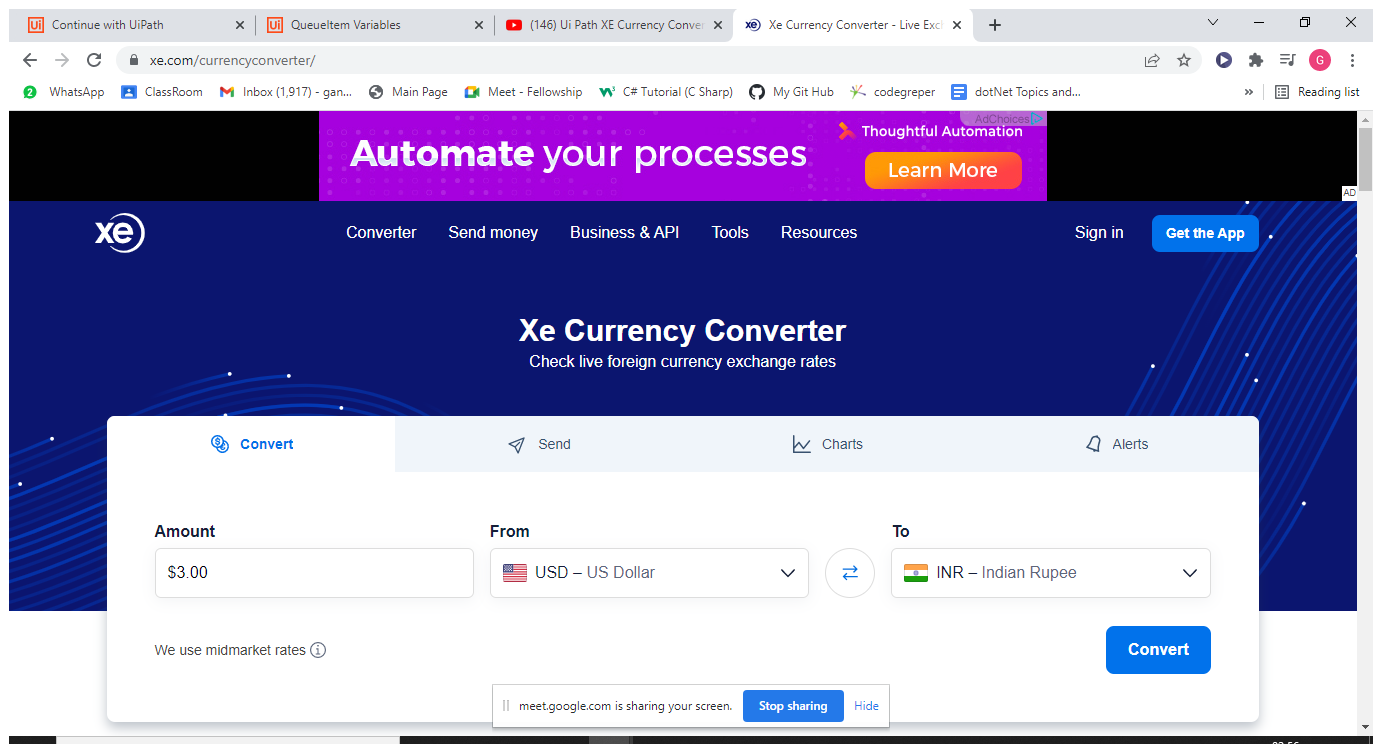 Continue with UiPath
QueueItem Variables
(146) Ui Path XE Currency Conver
Xe Currency Converter - Live Exc
xe.com/currencyconverter/
G
2 WhatsApp
ClassRoom
Inbox (1,917) - gan...
Main Page
Meet - Fellowship
C# Tutorial (C Sharp)
My Git Hub
codegreper
dotNet Topics and...
»
Reading list
AdChoices
Automate your processes
Thoughtful Automation
Learn More
AD
xe
Converter
Send money
Business & API
Tools
Resources
Sign in
Get the App
Xe Currency Converter
Check live foreign currency exchange rates
Convert
Send
Charts
Alerts
Amount
From
To
$3.00
USD – US Dollar
INR – Indian Rupee
We use midmarket rates
Convert
meet.google.com is sharing your screen.
Stop sharing
Hide